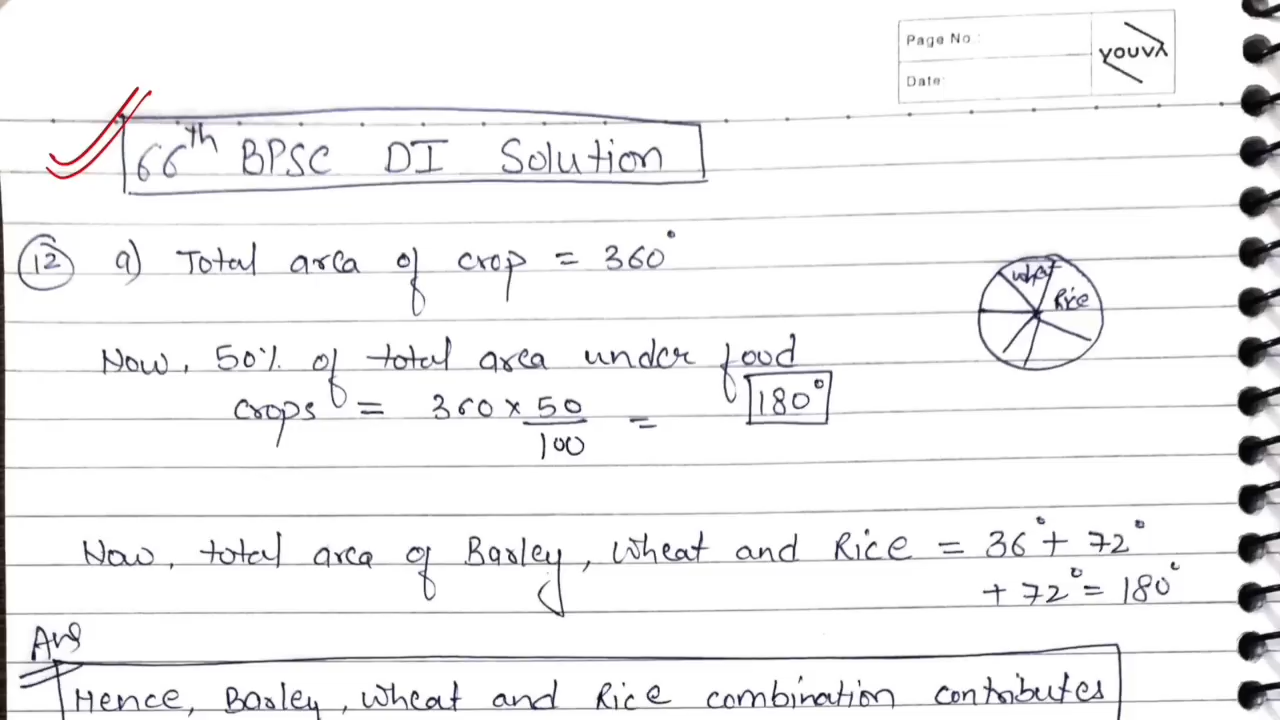 Page No.:
Date:
YOUVA
66th BPSC DI Solution
12 a) Total area of crop = 360°
Wheat
Rice
Now, 50% of total area under food
crops = 360 × 50/100 = 180°
Now, total area of Barley, Wheat and Rice = 36° + 72°
+ 72° = 180°
Ans
Hence, Barley, Wheat and Rice combination contributes